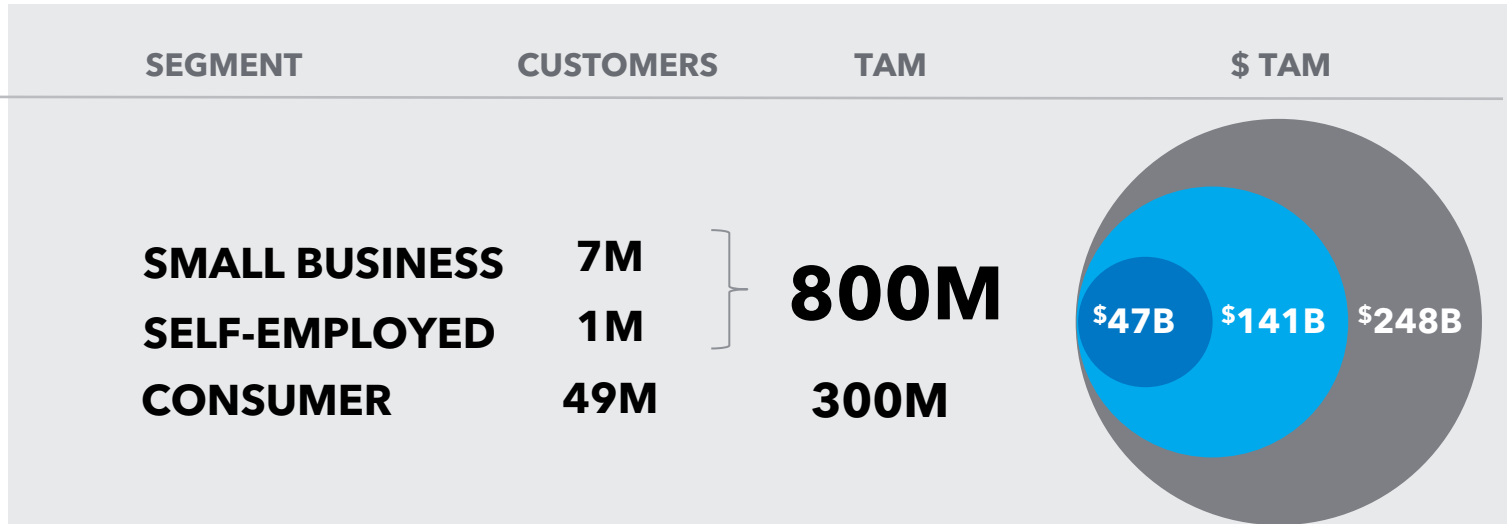 SEGMENT CUSTOMERS TAM $ TAM
SMALL BUSINESS 7M
800M
SELF-EMPLOYED 1M
$47B $141B $248B
CONSUMER 49M 300M